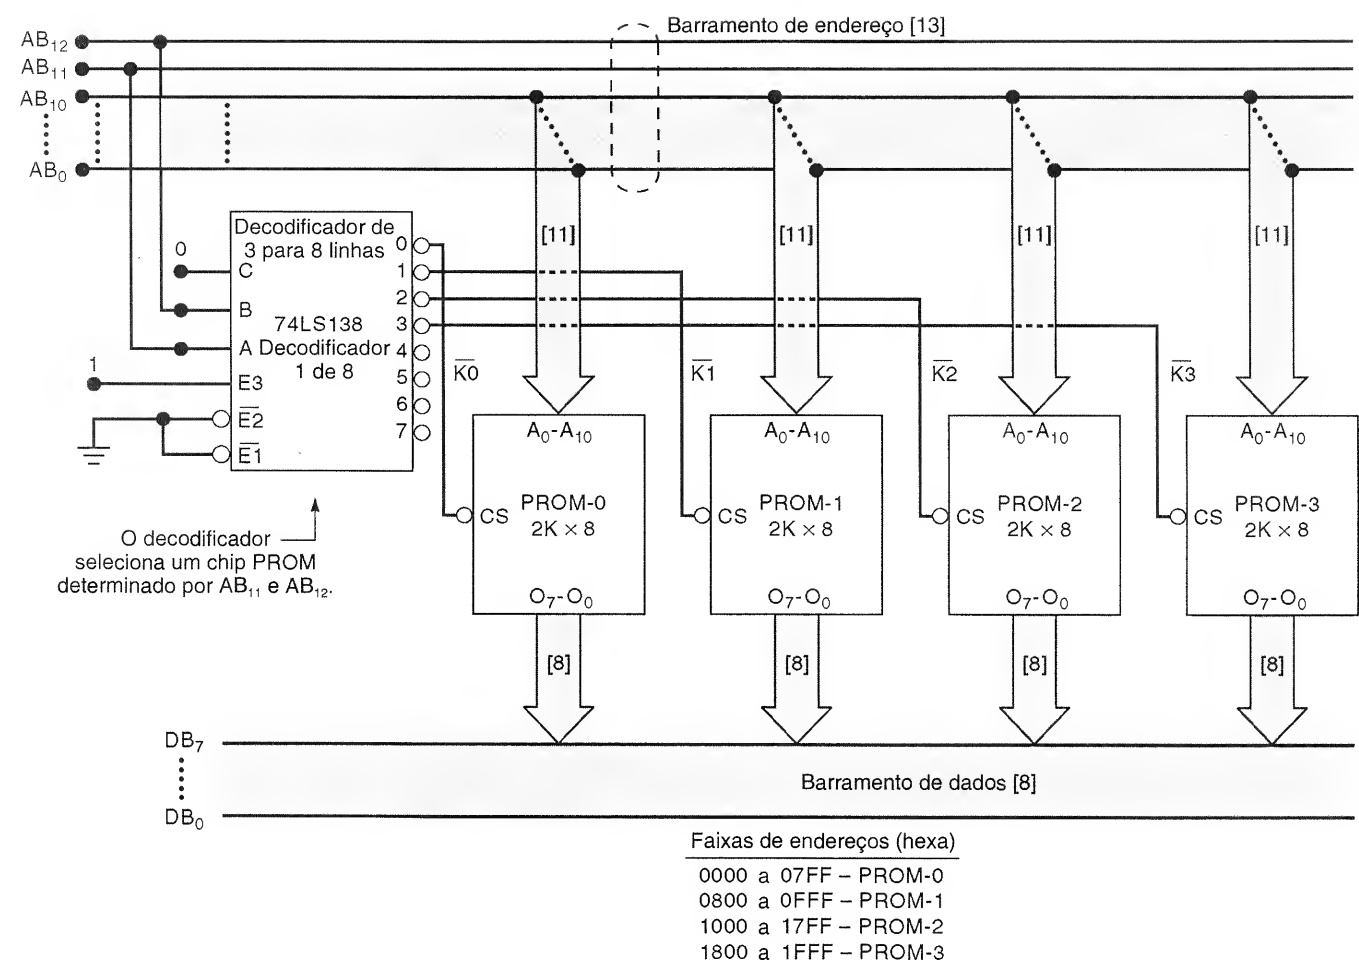 Barramento de endereço [13]
AB12
AB11
AB10
AB0
[11]
[11]
[11]
[11]
Decodificador de
3 para 8 linhas
0
C
B
A
74LS138
Decodificador
1 de 8
1
E3
E2
E1
0
1
2
3
4
5
6
7
K0
K1
K2
K3
O decodificador
seleciona um chip PROM
determinado por AB11 e AB12.
A0-A10
CS
PROM-0
2K × 8
O7-O0
A0-A10
CS
PROM-1
2K × 8
O7-O0
A0-A10
CS
PROM-2
2K × 8
O7-O0
A0-A10
CS
PROM-3
2K × 8
O7-O0
[8]
[8]
[8]
[8]
DB7
Barramento de dados [8]
DB0
Faixas de endereços (hexa)
0000 a 07FF – PROM-0
0800 a 0FFF – PROM-1
1000 a 17FF – PROM-2
1800 a 1FFF – PROM-3